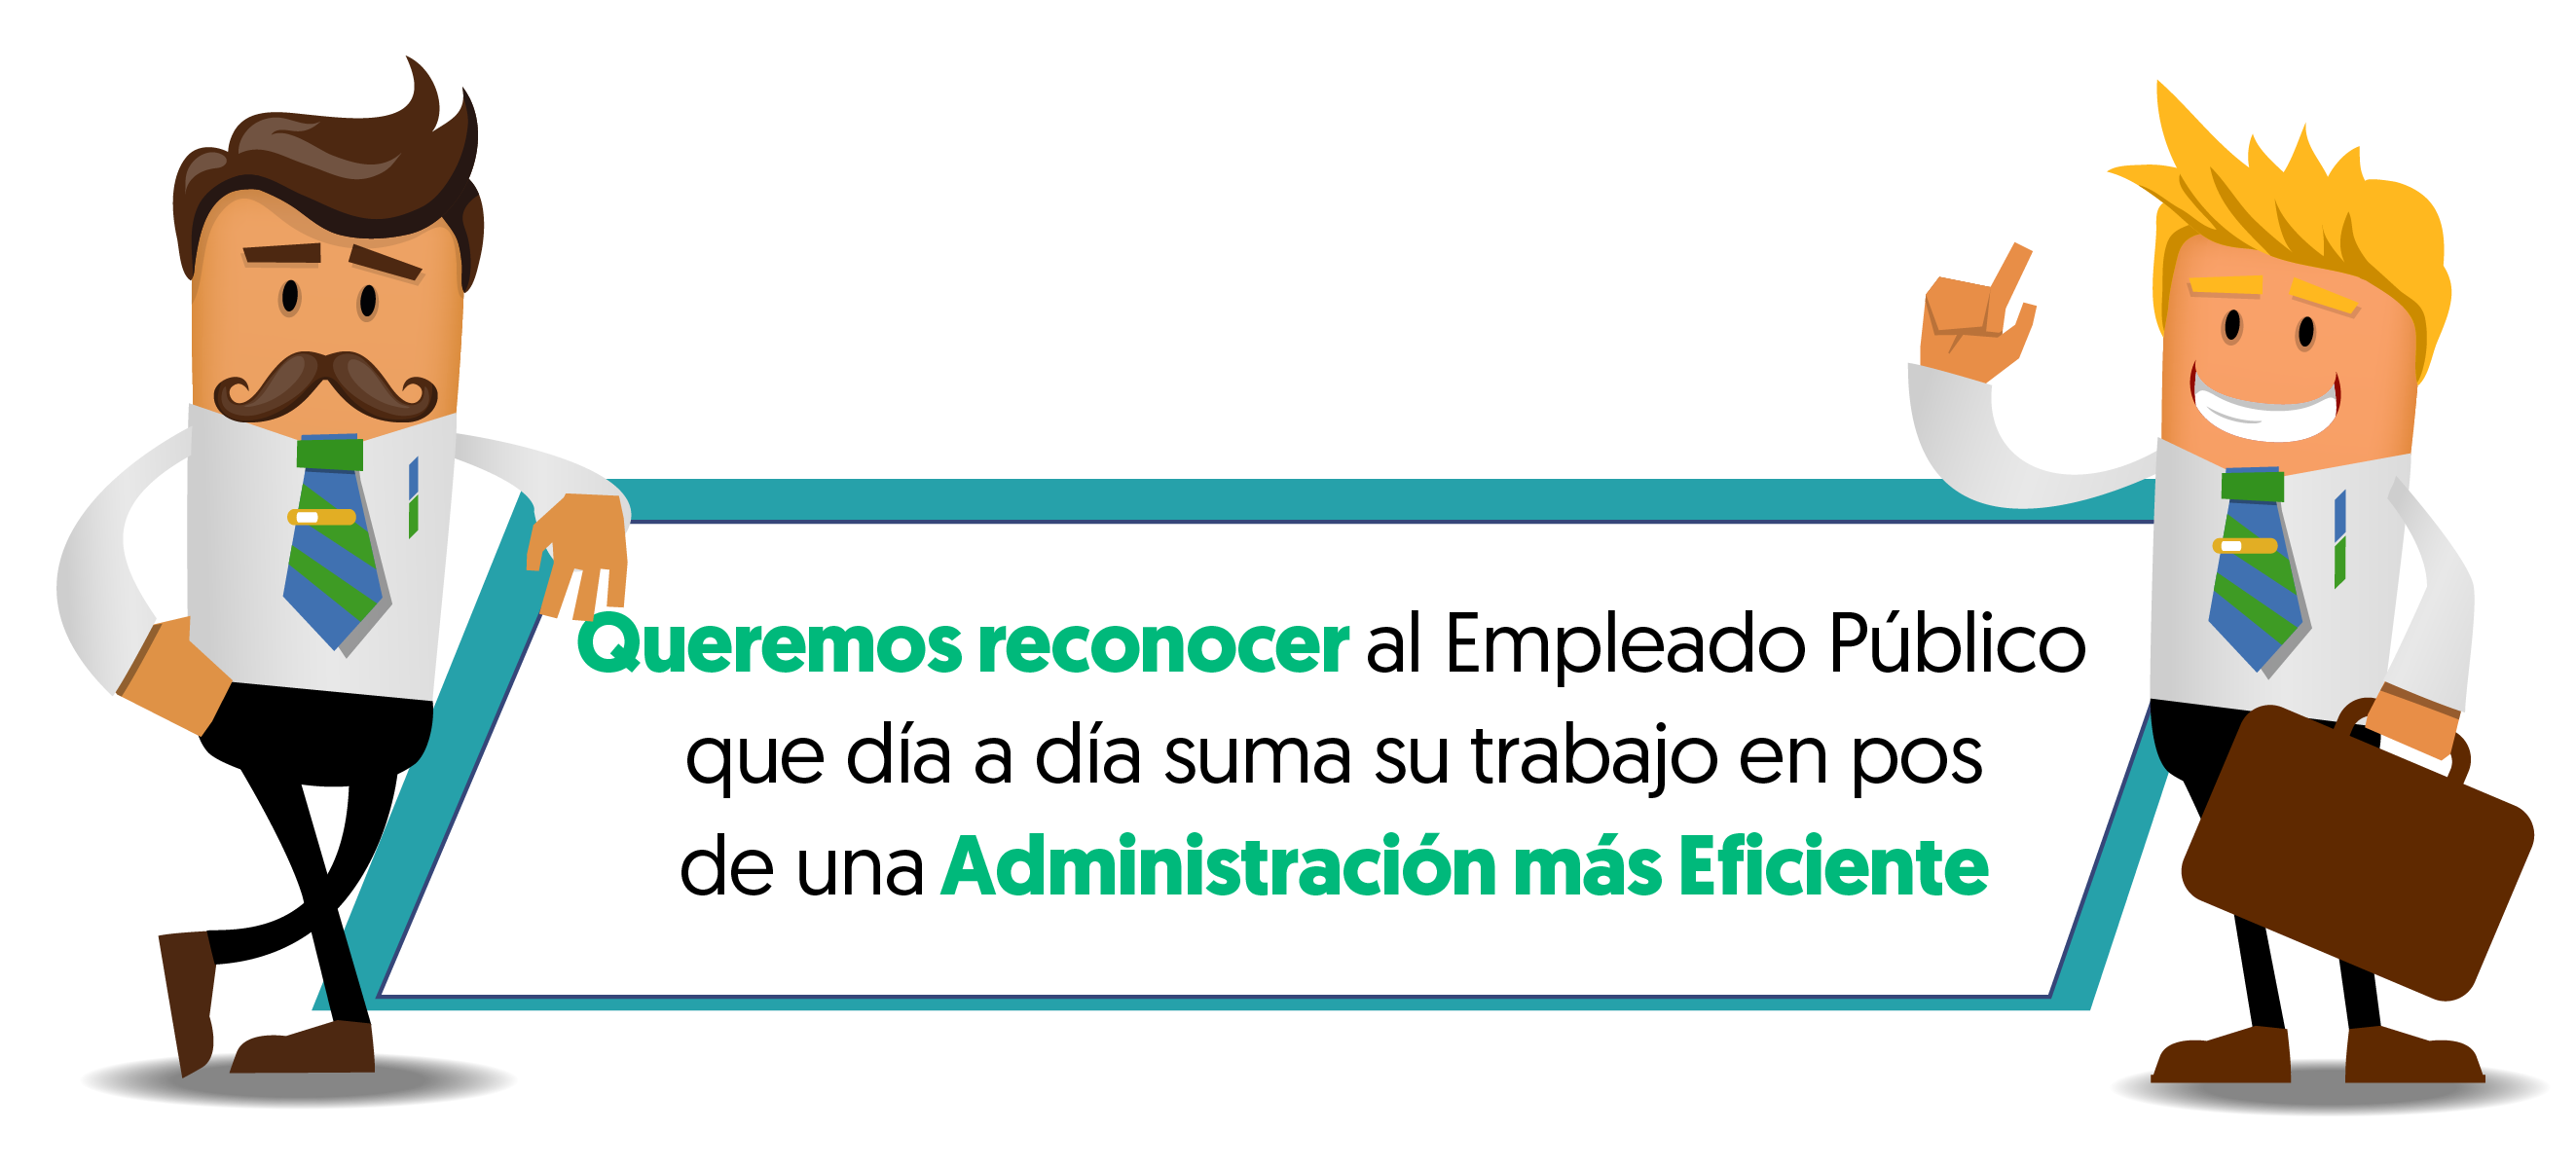 Queremos reconocer al Empleado Público
que día a día suma su trabajo en pos
de una Administración más Eficiente